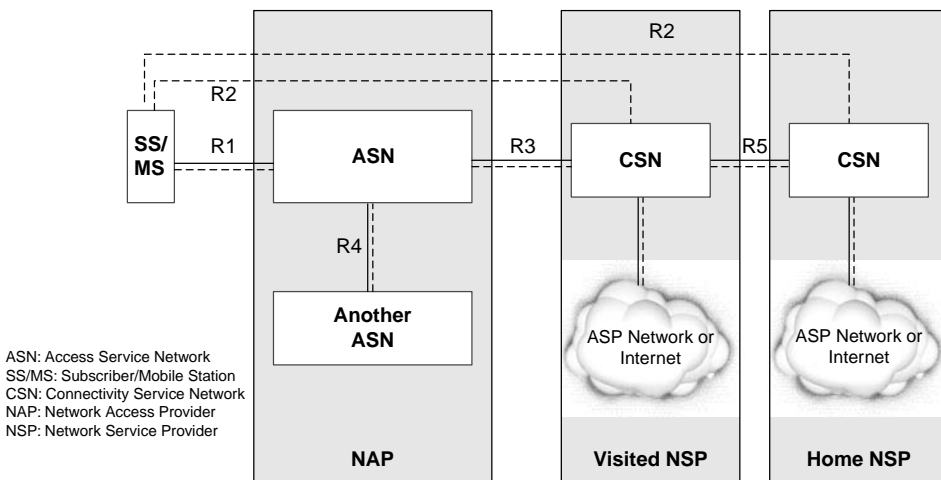 R2
R2
SS/
MS
R1
ASN
R3
CSN
R5
CSN
R4
Another
ASN
ASP Network or
Internet
ASP Network or
Internet
ASN: Access Service Network
SS/MS: Subscriber/Mobile Station
CSN: Connectivity Service Network
NAP: Network Access Provider
NSP: Network Service Provider
NAP
Visited NSP
Home NSP